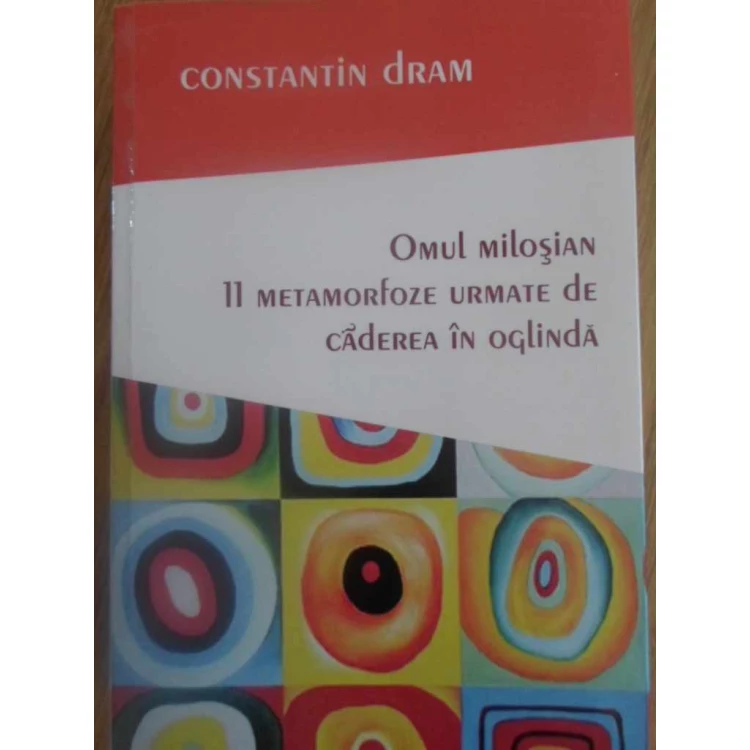 CONSTANTIN DRAM
OMUL MILOŞIAN
11 METAMORFOZE URMATE DE
CĂDEREA ÎN OGLINDĂ